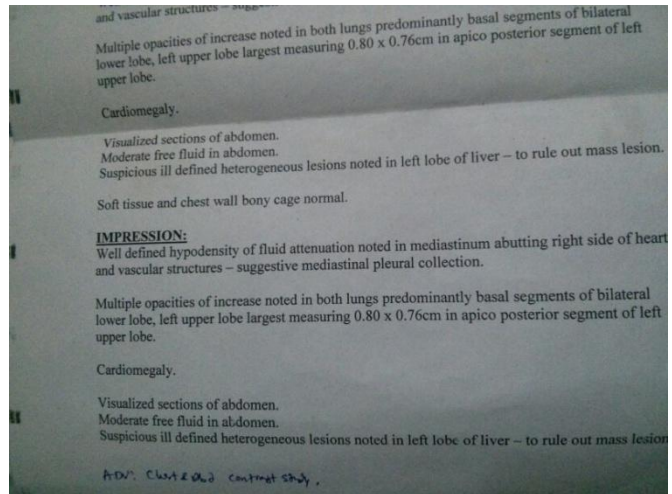 and vascular structures – sugges
Multiple opacities of increase noted in both lungs predominantly basal segments of bilateral
lower lobe, left upper lobe largest measuring 0.80 x 0.76cm in apico posterior segment of left
upper lobe.
Cardiomegaly.
Visualized sections of abdomen.
Moderate free fluid in abdomen.
Suspicious ill defined heterogeneous lesions noted in left lobe of liver – to rule out mass lesion.
Soft tissue and chest wall bony cage normal.
IMPRESSION:
Well defined hypodensity of fluid attenuation noted in mediastinum abutting right side of heart
and vascular structures – suggestive mediastinal pleural collection.
Multiple opacities of increase noted in both lungs predominantly basal segments of bilateral
lower lobe, left upper lobe largest measuring 0.80 x 0.76cm in apico posterior segment of left
upper lobe.
Cardiomegaly.
Visualized sections of abdomen.
Moderate free fluid in abdomen.
Suspicious ill defined heterogeneous lesions noted in left lobe of liver – to rule out mass lesion
ADV: Chest & contrast study.